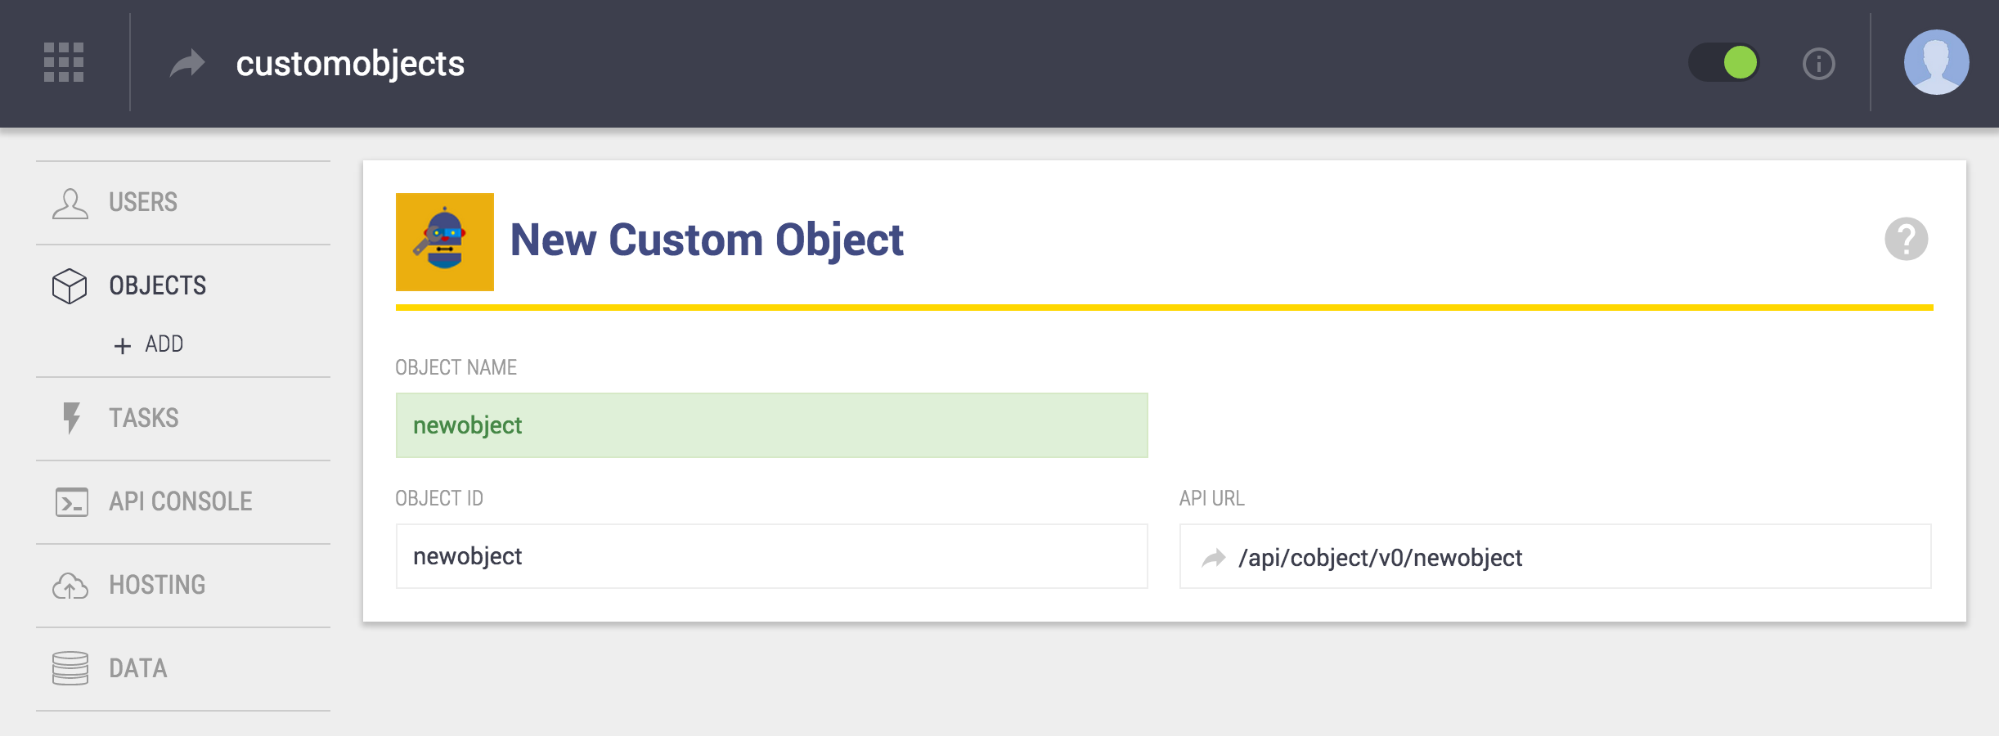 customobjects
USERS
OBJECTS
+ ADD
TASKS
API CONSOLE
HOSTING
DATA
New Custom Object
?
OBJECT NAME
newobject
OBJECT ID
newobject
API URL
/api/cobject/v0/newobject